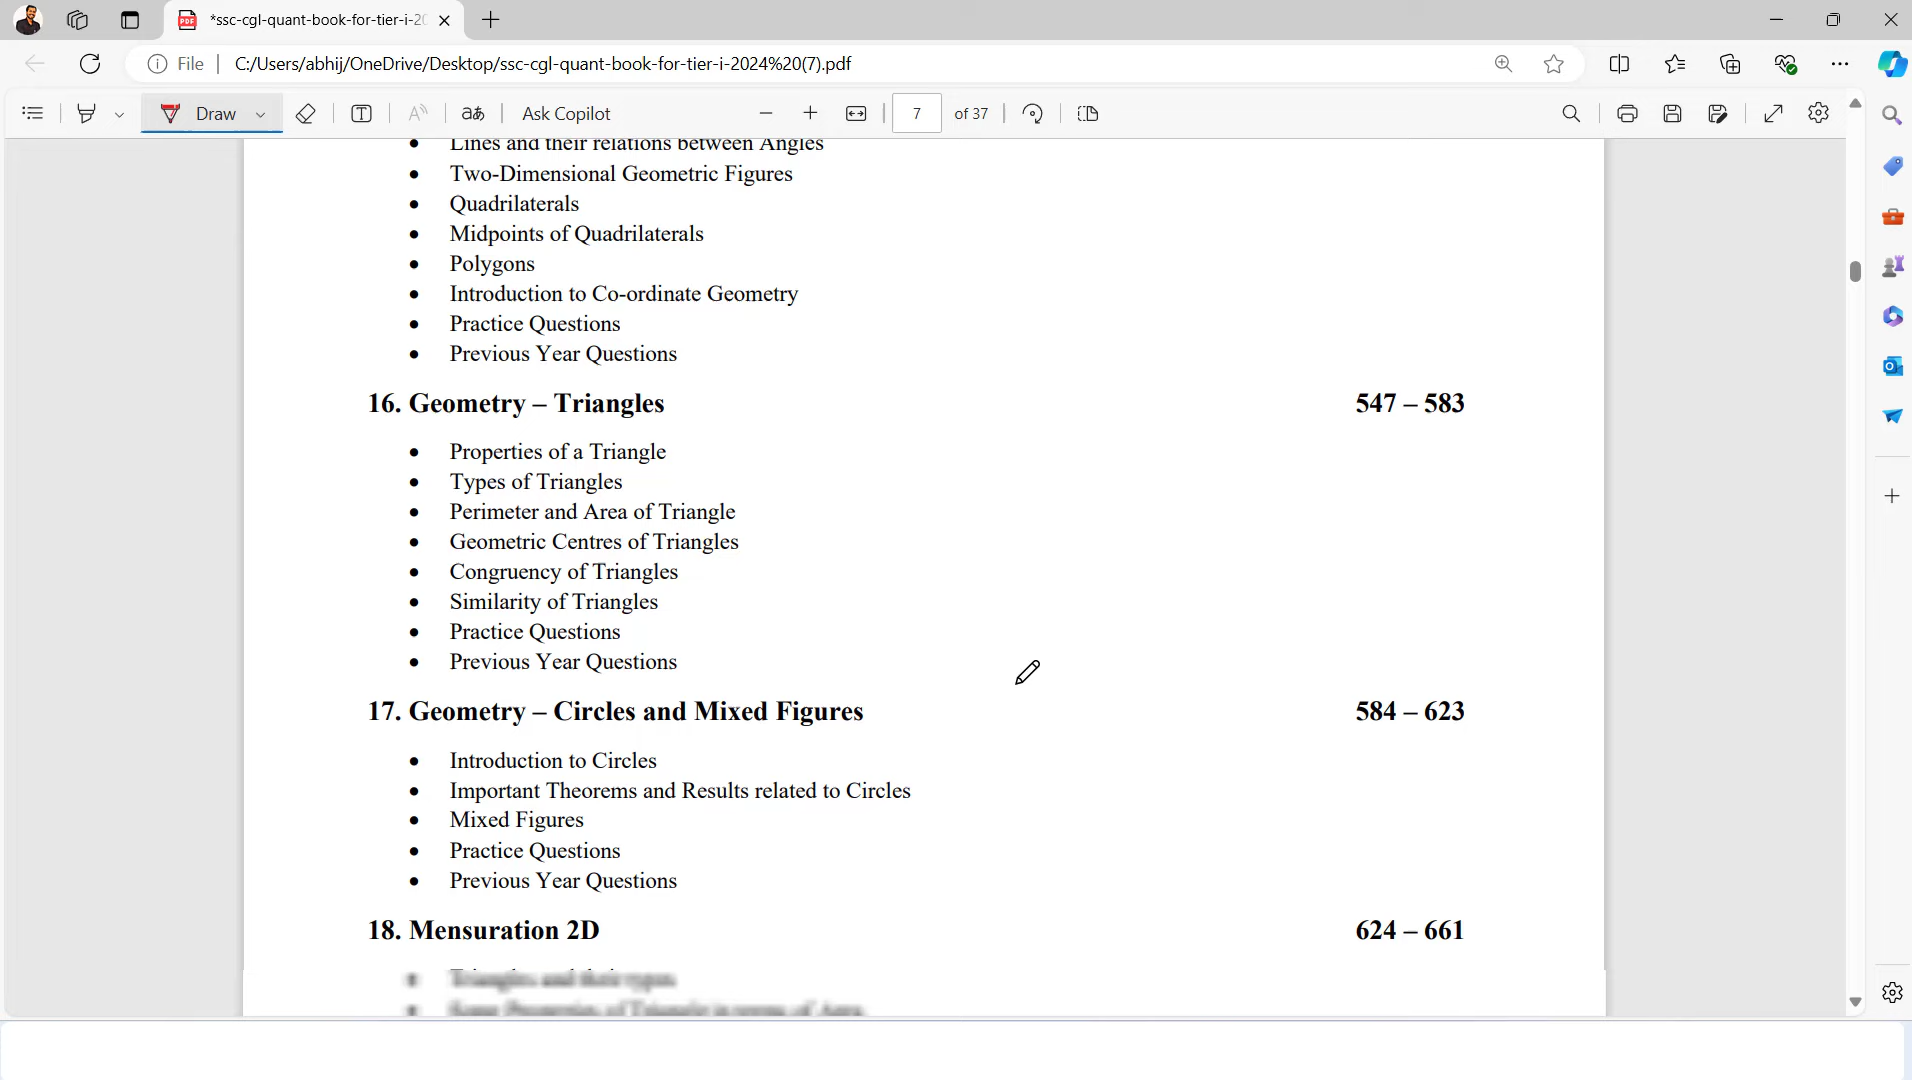 *ssc-cgl-quant-book-for-tier-i-20
File
C:/Users/abhij/OneDrive/Desktop/ssc-cgl-quant-book-for-tier-i-2024%20(7).pdf
Draw
Ask Copilot
7 of 37
Lines and their relations between Angles
• Two-Dimensional Geometric Figures
• Quadrilaterals
• Midpoints of Quadrilaterals
• Polygons
• Introduction to Co-ordinate Geometry
• Practice Questions
• Previous Year Questions
16. Geometry – Triangles 547 – 583
• Properties of a Triangle
• Types of Triangles
• Perimeter and Area of Triangle
• Geometric Centres of Triangles
• Congruency of Triangles
• Similarity of Triangles
• Practice Questions
• Previous Year Questions
17. Geometry – Circles and Mixed Figures 584 – 623
• Introduction to Circles
• Important Theorems and Results related to Circles
• Mixed Figures
• Practice Questions
• Previous Year Questions
18. Mensuration 2D 624 – 661
• Triangles and their types